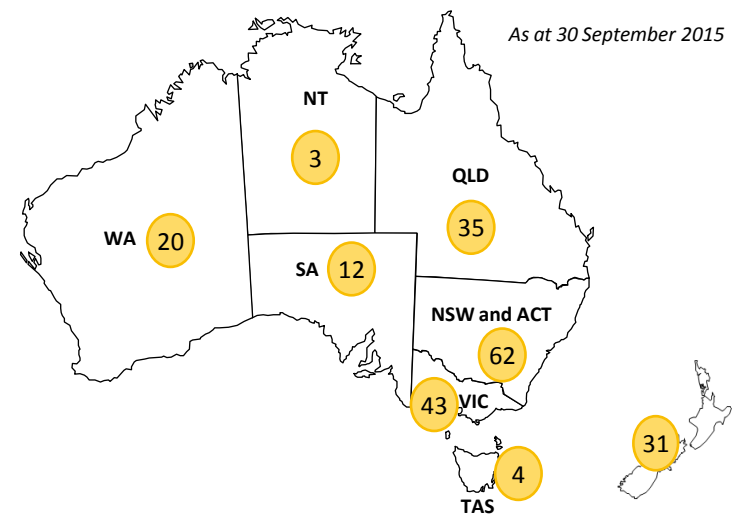 As at 30 September 2015
NT
3
QLD
35
WA 20
SA 12
NSW and ACT
62
43 VIC
31
4
TAS